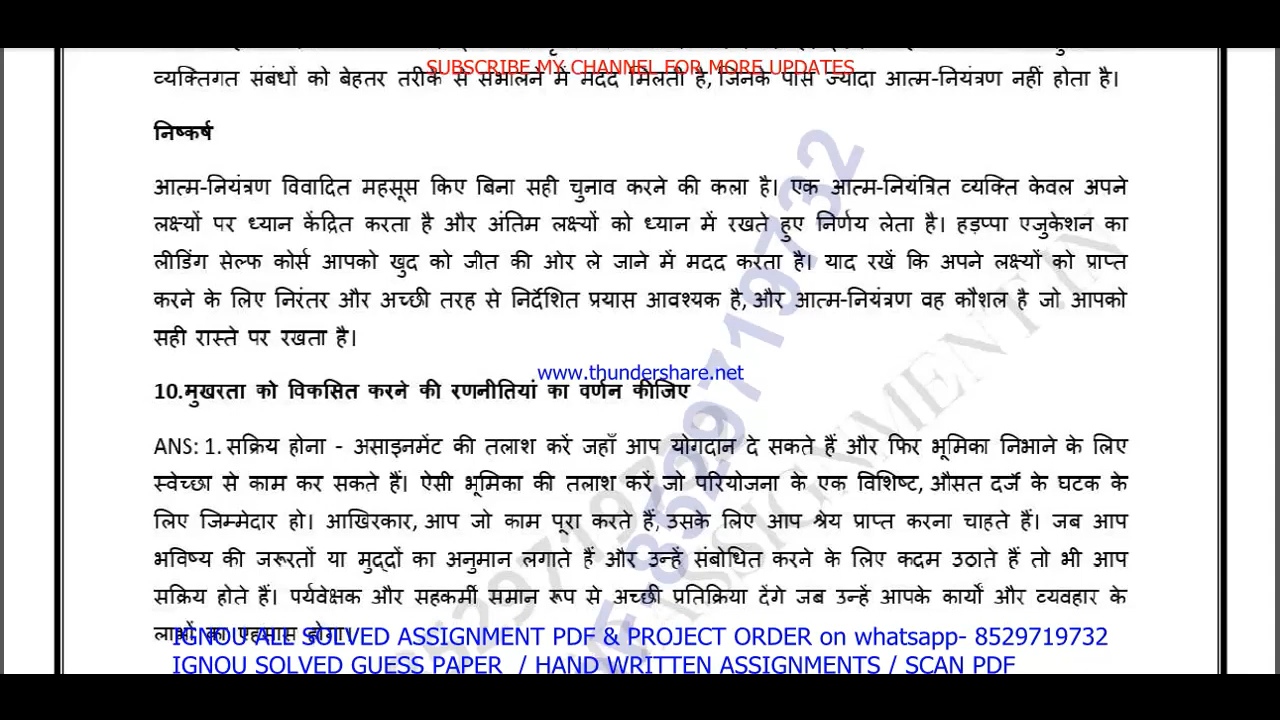 SUBSCRIBE MY CHANNEL FOR MORE UPDATES
व्यक्तिगत संबंधों को बेहतर तरीके से संभालने में मदद मिलती है, जिनके पास ज्यादा आत्म-नियंत्रण नहीं होता है।
निष्कर्ष
आत्म-नियंत्रण विवादित महसूस किए बिना सही चुनाव करने की कला है। एक आत्म-नियंत्रित व्यक्ति केवल अपने
लक्ष्यों पर ध्यान केंद्रित करता है और अंतिम लक्ष्यों को ध्यान में रखते हुए निर्णय लेता है। हड़प्पा एजुकेशन का
लीडिंग सेल्फ कोर्स आपको खुद को जीत की ओर ले जाने में मदद करता है। याद रखें कि अपने लक्ष्यों को प्राप्त
करने के लिए निरंतर और अच्छी तरह से निर्देशित प्रयास आवश्यक है, और आत्म-नियंत्रण वह कौशल है जो आपको
सही रास्ते पर रखता है।
www.thundershare.net
10.मुखरता को विकसित करने की रणनीतियां का वर्णन कीजिए
ANS: 1. सक्रिय होना - असाइनमेंट की तलाश करें जहाँ आप योगदान दे सकते हैं और फिर भूमिका निभाने के लिए
स्वेच्छा से काम कर सकते हैं। ऐसी भूमिका की तलाश करें जो परियोजना के एक विशिष्ट, औसत दर्जे के घटक के
लिए जिम्मेदार हो। आखिरकार, आप जो काम पूरा करते हैं, उसके लिए आप श्रेय प्राप्त करना चाहते हैं। जब आप
भविष्य की जरूरतों या मुद्दों का अनुमान लगाते हैं और उन्हें संबोधित करने के लिए कदम उठाते हैं तो भी आप
सक्रिय होते हैं। पर्यवेक्षक और सहकर्मी समान रूप से अच्छी प्रतिक्रिया देंगे जब उन्हें आपके कार्यों और व्यवहार के
लाभों का एहसास होगा।
IGNOU ALL SOLVED ASSIGNMENT PDF & PROJECT ORDER on whatsapp- 8529719732
IGNOU SOLVED GUESS PAPER / HAND WRITTEN ASSIGNMENTS / SCAN PDF
8529719732
ASSIGNMENT IN